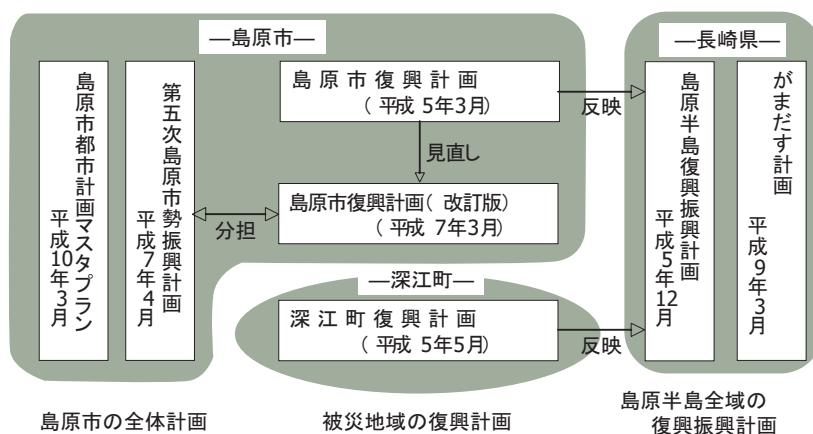 ―島原市―
島原市都市計画マスタプラン
平成10年3月
第五次島原市勢振興計画
平成7年4月
島原市復興計画
(平成 5年3月)
見直し
分担
島原市復興計画(改訂版)
(平成 7年3月)
反映
―深江町―
深江町復興計画
(平成 5年5月)
反映
―長崎県―
島原半島復興振興計画
平成5年12月
がまだす計画
平成9年3月
島原市の全体計画
被災地域の復興計画
島原半島全域の
復興振興計画